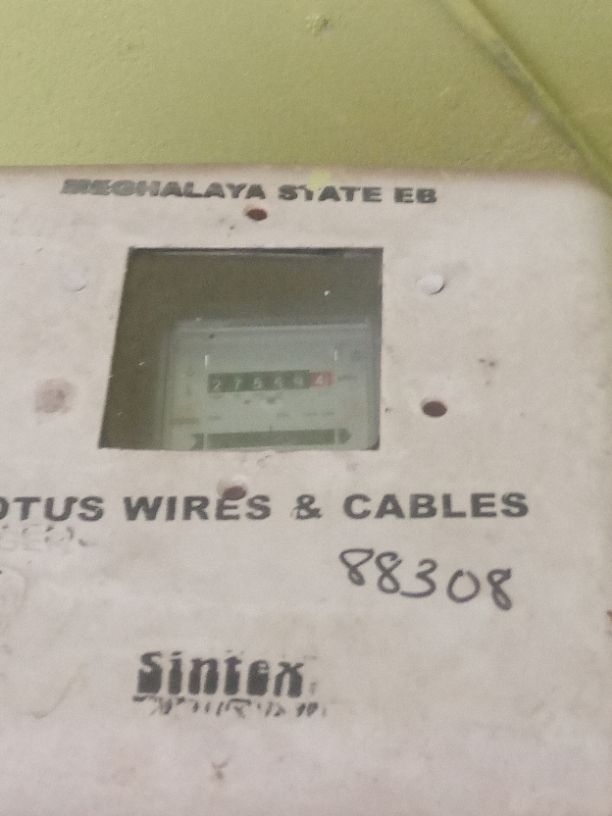 MEGHALAYA STATE EB
OTUS WIRES & CABLES
88308
Sintex